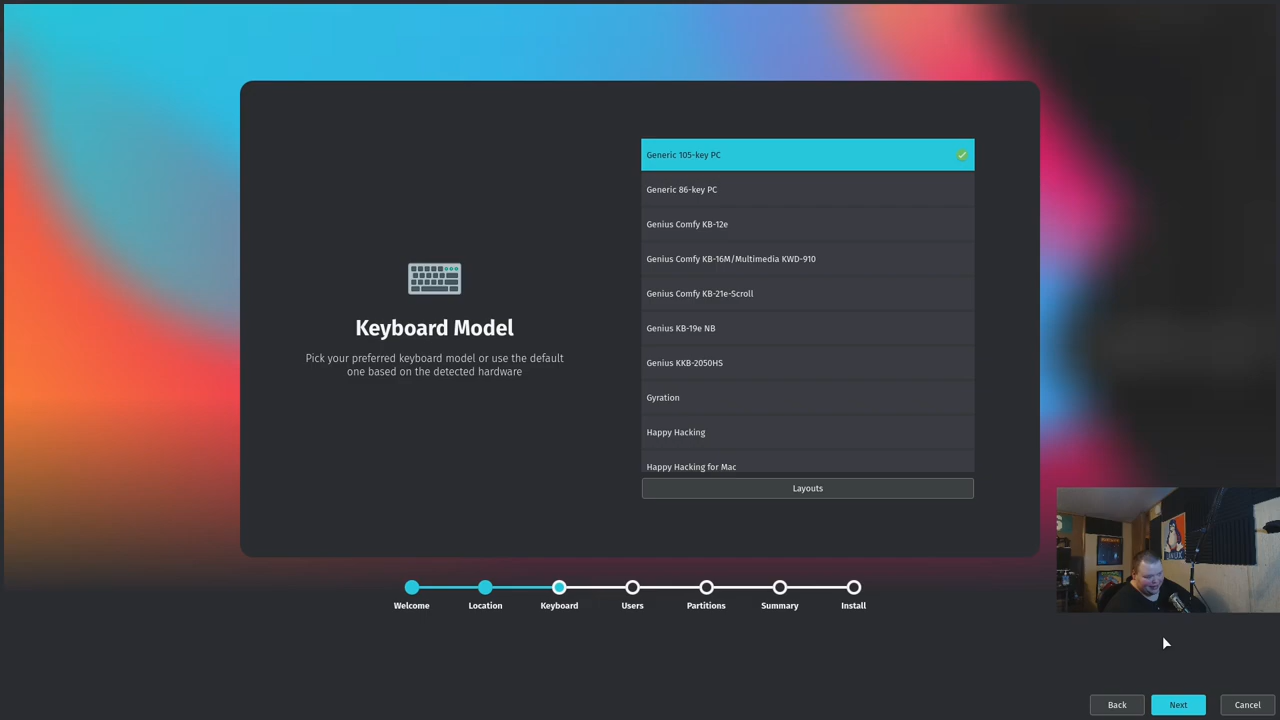 Generic 105-key PC
Generic 86-key PC
Genius Comfy KB-12e
Genius Comfy KB-16M/Multimedia KWD-910
Genius Comfy KB-21e-Scroll
Genius KB-19e NB
Genius KKB-2050HS
Gyration
Happy Hacking
Happy Hacking for Mac
Layouts
Keyboard Model
Pick your preferred keyboard model or use the default
one based on the detected hardware
Welcome
Location
Keyboard
Users
Partitions
Summary
Install
Back
Next
Cancel